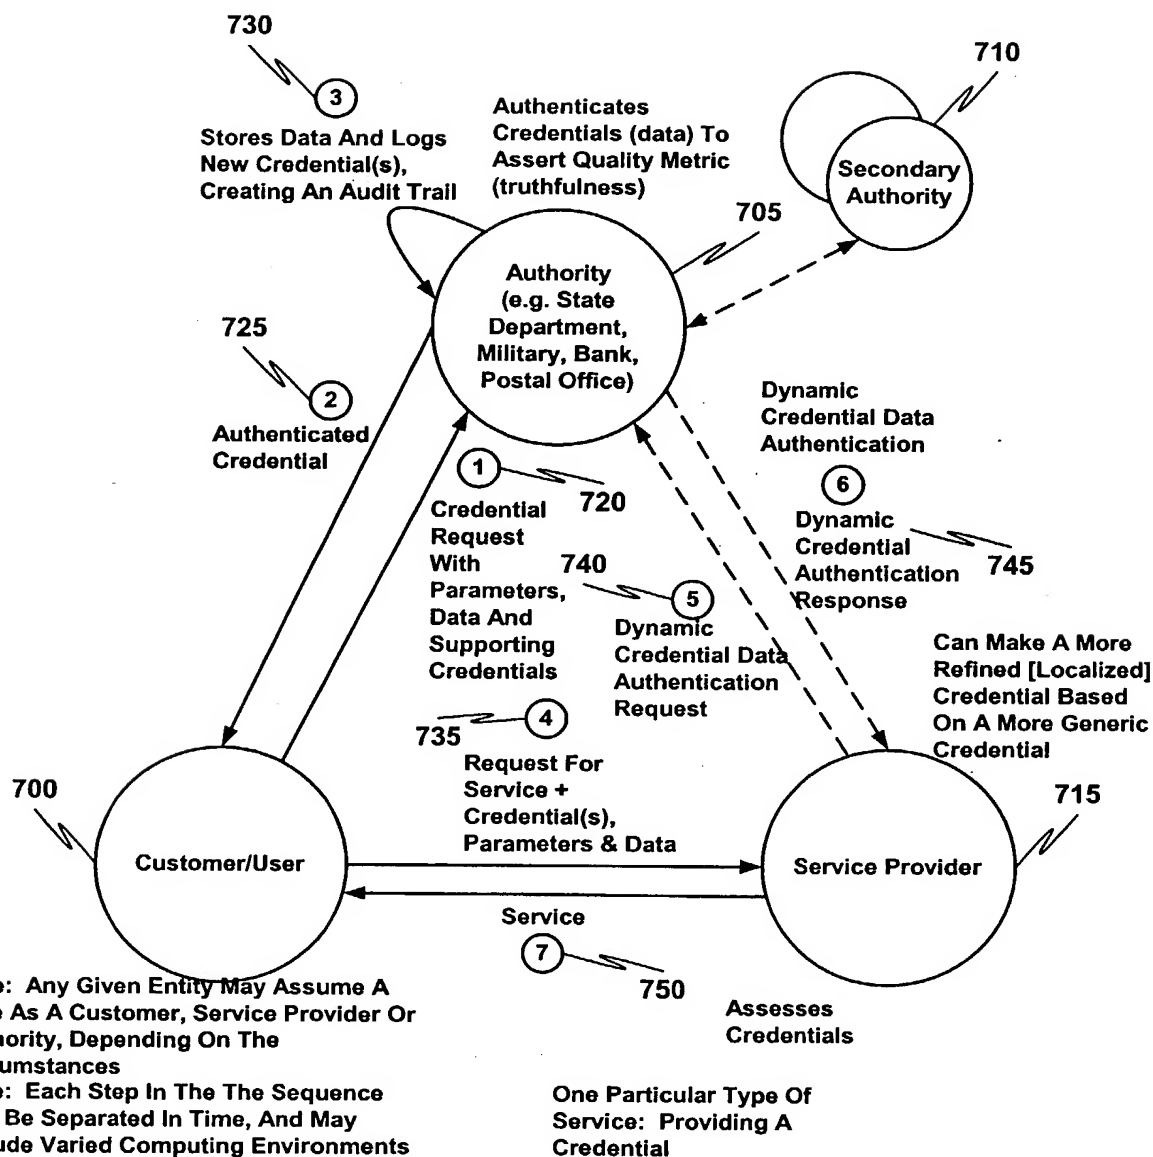 730
710
3
Stores Data And Logs
New Credential(s),
Creating An Audit Trail
Authenticates
Credentials (data) To
Assert Quality Metric
(truthfulness)
Secondary
Authority
705
Authority
(e.g. State
Department,
Military, Bank,
Postal Office)
725
2
Authenticated
Credential
1
720
Credential
Request
With
Parameters,
Data And
Supporting
Credentials
740
5
Dynamic
Credential Data
Authentication
Request
Dynamic
Credential Data
Authentication
6
Dynamic
Credential
Authentication
Response
745
Can Make A More
Refined [Localized]
Credential Based
On A More Generic
Credential
735
4
Request For
Service +
Credential(s),
Parameters & Data
700
Customer/User
715
Service Provider
Service
7
750
Assesses
Credentials
: Any Given Entity May Assume A
As A Customer, Service Provider Or
, Depending On The

: Each Step In The The Sequence
Be Separated In Time, And May
Varied Computing Environments
One Particular Type Of
Service: Providing A
Credential